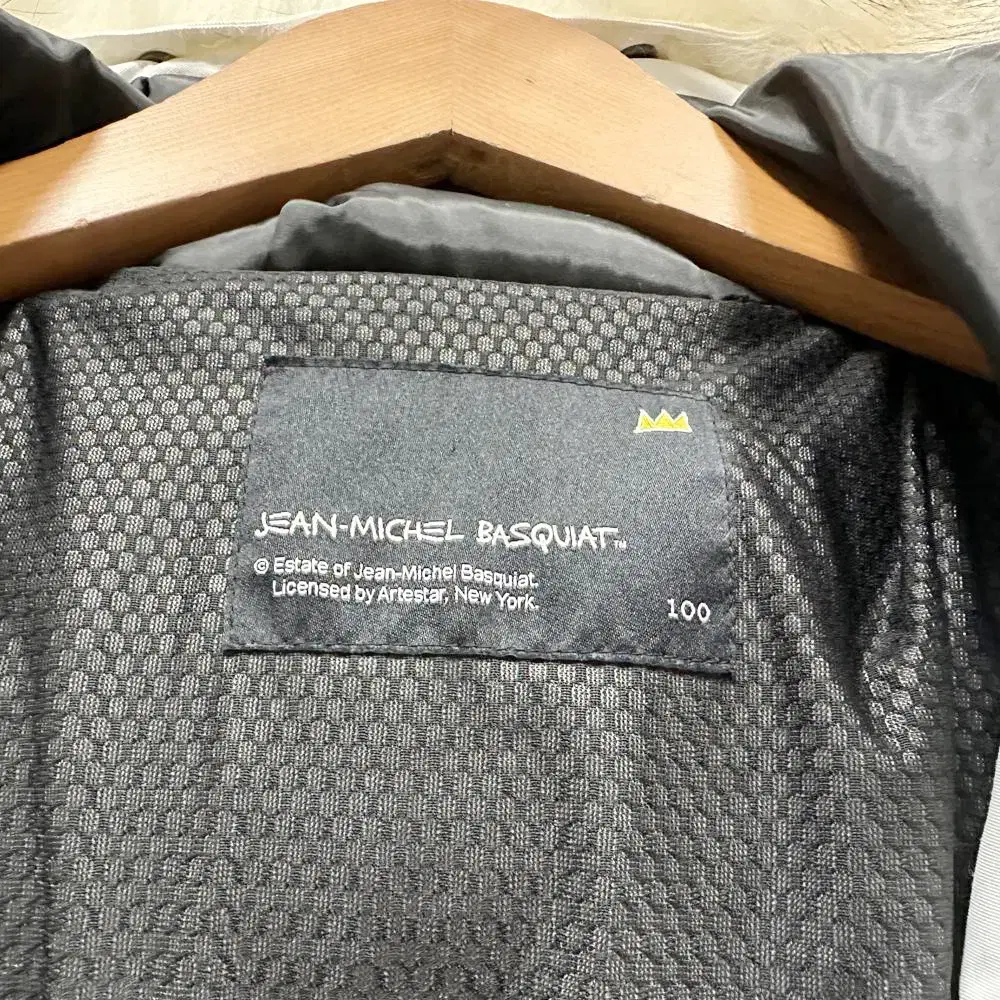 JEAN-MICHEL BASQUIAT™
© Estate of Jean-Michel Basquiat.
Licensed by Artestar, New York.
100